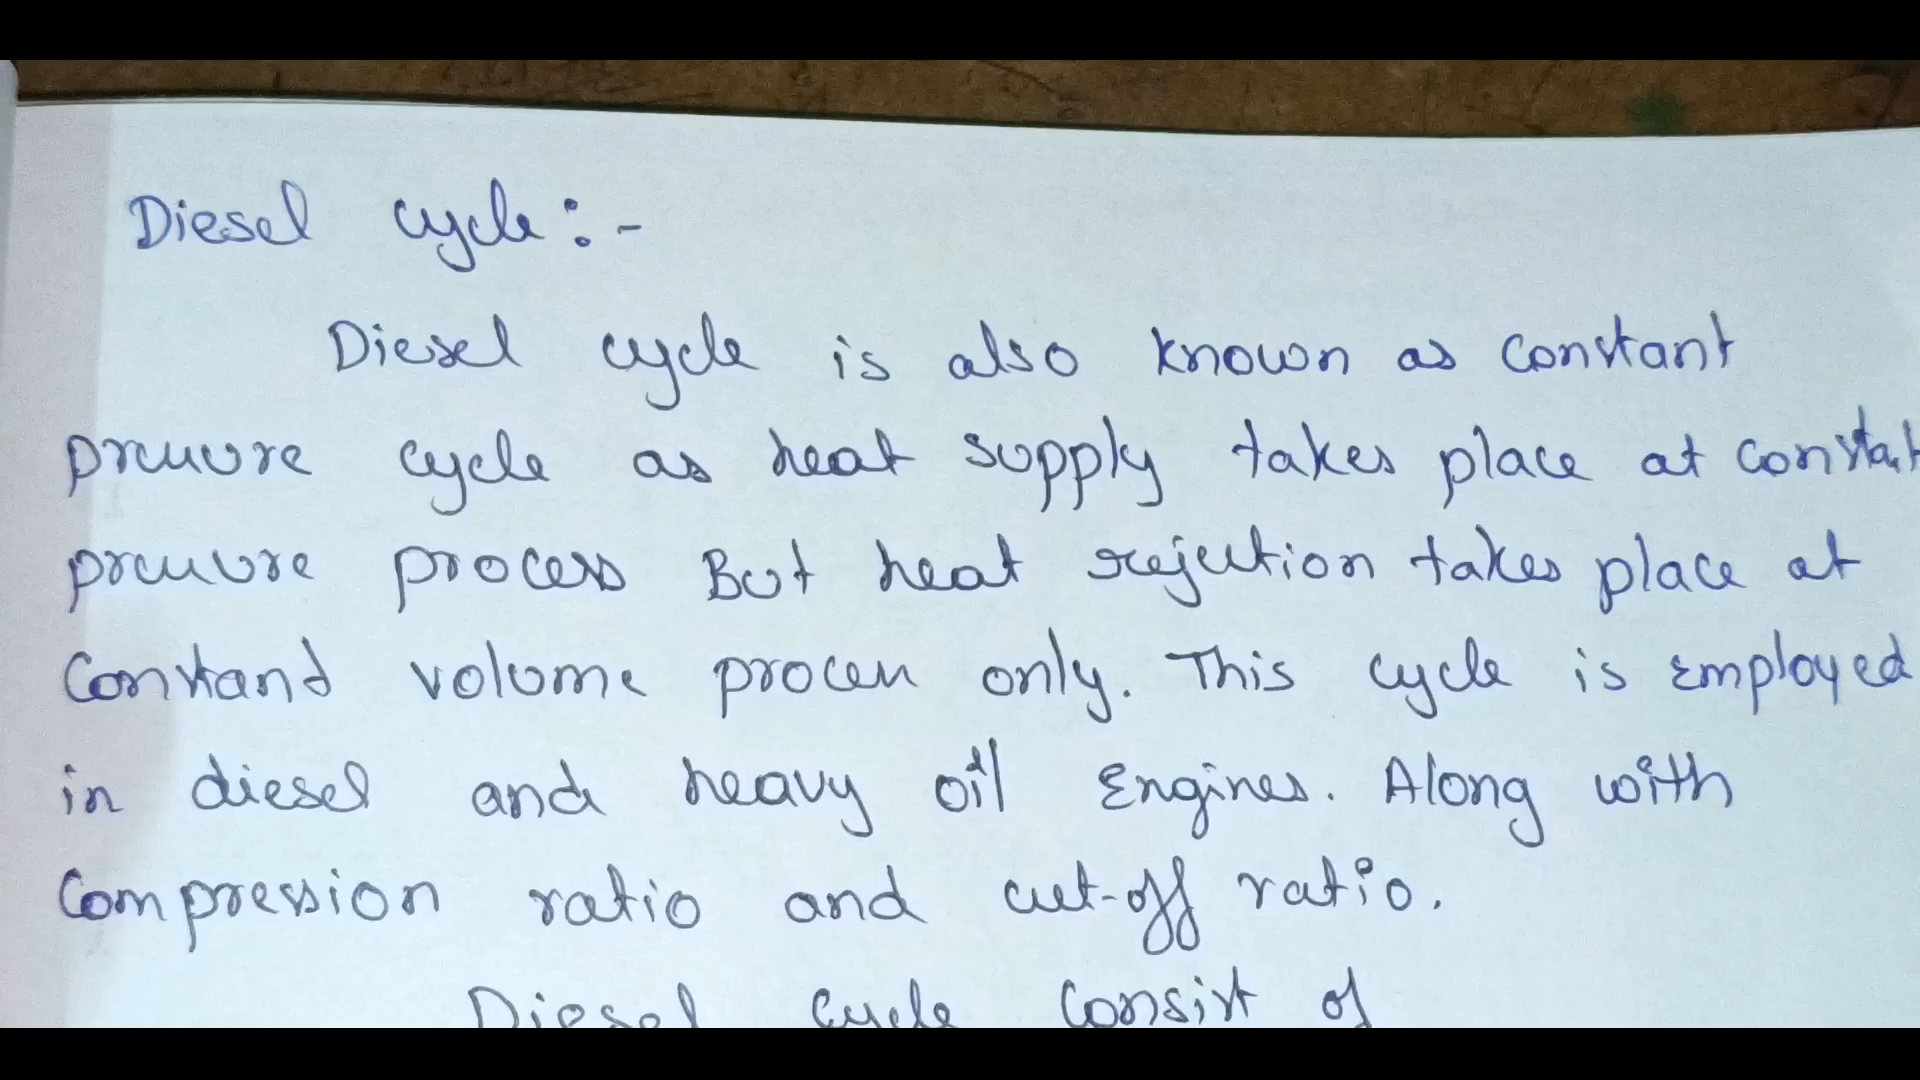 Diesel cycle:-
Diesel cycle is also known as constant
pressure cycle as heat supply takes place at constant
pressure process But heat rejection takes place at
Constand volume process only. This cycle is Employed
in diesel and heavy oil Engines. Along with
Compression ratio and cut-off ratio.
Diesel Cycle Consist of